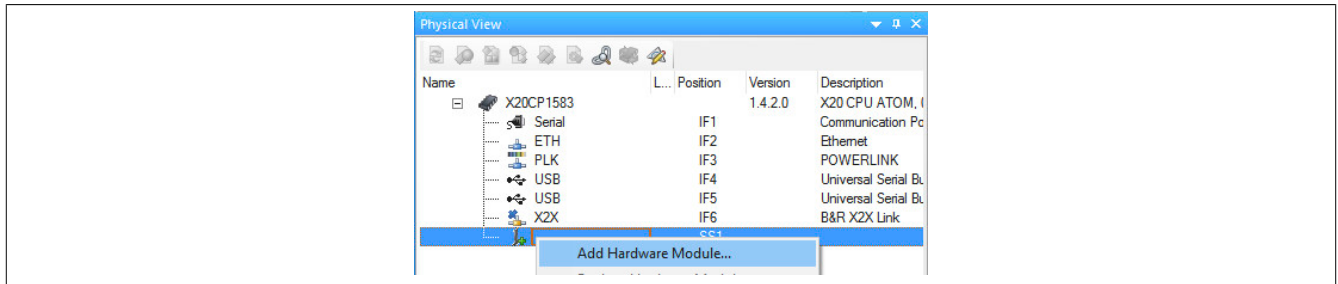 Physical View
Name L... Position Version Description
X20CP1583 1.4.2.0 X20 CPU ATOM, (
Serial IF1 Communication Po
ETH IF2 Ethernet
PLK IF3 POWERLINK
USB IF4 Universal Serial Bu
USB IF5 Universal Serial Bu
X2X IF6 B&R X2X Link
SS1
Add Hardware Module...